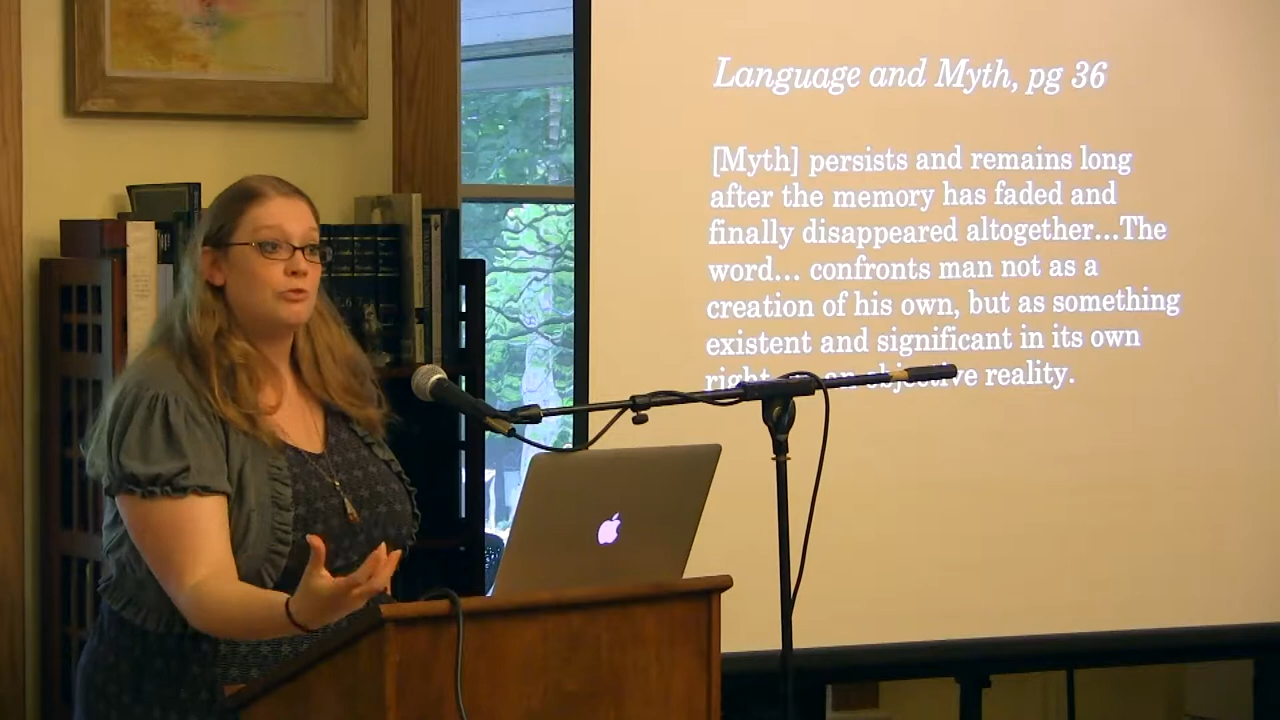 Language and Myth, pg 36
[Myth] persists and remains long
after the memory has faded and
finally disappeared altogether...The
word... confronts man not as a
creation of his own, but as something
existent and significant in its own
right objective reality.